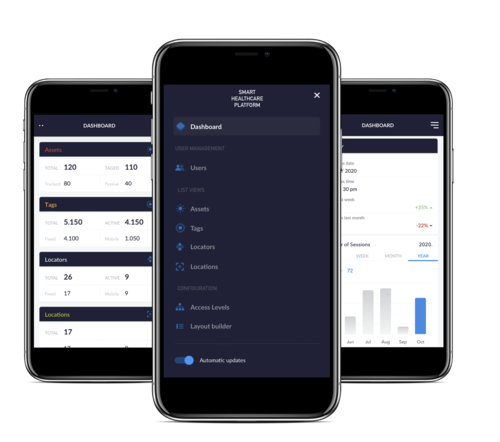 DASHBOARD
Assets
TOTAL 120
TAGED 110
Tracked 80
Passive 40
Tags
TOTAL 5.150
ACTIVE 4.150
Fixed 4.100
Mobile 1.050
Locators
TOTAL 26
ACTIVE 9
Fixed 17
Mobile 9
Locations
TOTAL 17
SMART
HEALTHCARE
PLATFORM
Dashboard
USER MANAGEMENT
Users
LIST VIEWS
Assets
Tags
Locators
Locations
CONFIGURATION
Access Levels
Layout builder
Automatic updates
DASHBOARD
date
2020
time
30 pm
week
+35%
last month
-22%
r of Sessions 2020.
WEEK MONTH YEAR
72
Jun Jul Aug Sep Oct